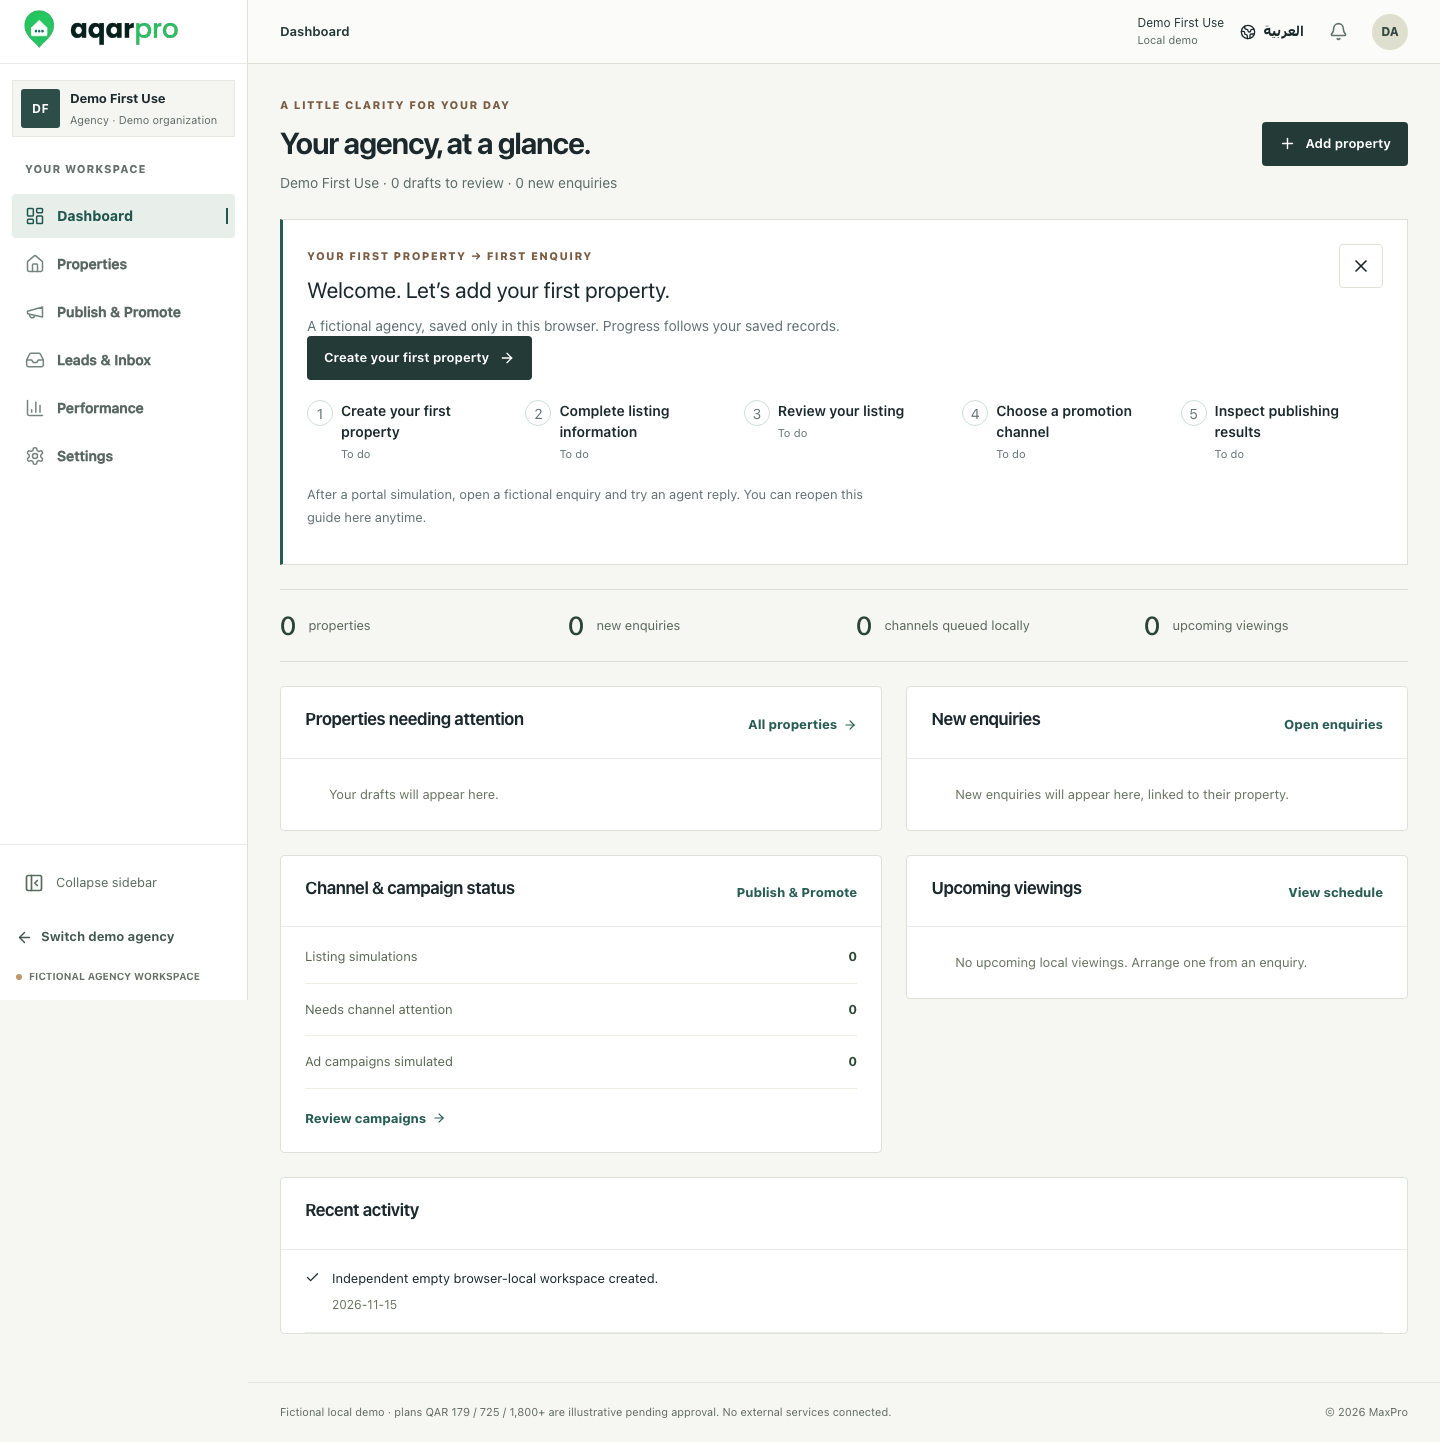 aqarpro
Dashboard
Demo First Use
Local demo
العربية
DA
DF
Demo First Use
Agency · Demo organization
YOUR WORKSPACE
Dashboard
Properties
Publish & Promote
Leads & Inbox
Performance
Settings
Collapse sidebar
Switch demo agency
FICTIONAL AGENCY WORKSPACE
A LITTLE CLARITY FOR YOUR DAY
Your agency, at a glance.
Demo First Use · 0 drafts to review · 0 new enquiries
Add property
YOUR FIRST PROPERTY → FIRST ENQUIRY
Welcome. Let’s add your first property.
A fictional agency, saved only in this browser. Progress follows your saved records.
Create your first property
1
Create your first
property
To do
2
Complete listing
information
To do
3
Review your listing
To do
4
Choose a promotion
channel
To do
5
Inspect publishing
results
To do
After a portal simulation, open a fictional enquiry and try an agent reply. You can reopen this
guide here anytime.
0 properties
0 new enquiries
0 channels queued locally
0 upcoming viewings
Properties needing attention
All properties
Your drafts will appear here.
New enquiries
Open enquiries
New enquiries will appear here, linked to their property.
Channel & campaign status
Publish & Promote
Listing simulations 0
Needs channel attention 0
Ad campaigns simulated 0
Review campaigns
Upcoming viewings
View schedule
No upcoming local viewings. Arrange one from an enquiry.
Recent activity
Independent empty browser-local workspace created.
2026-11-15
Fictional local demo · plans QAR 179 / 725 / 1,800+ are illustrative pending approval. No external services connected.
© 2026 MaxPro